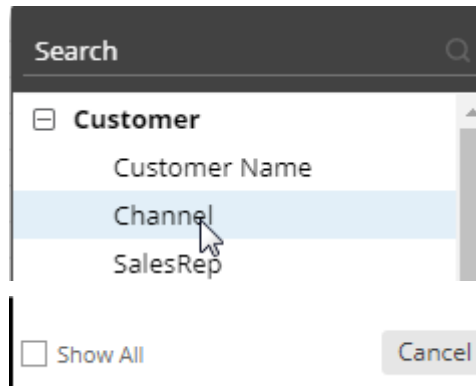 Search
Customer
Customer Name
Channel
SalesRep
Show All
Cancel